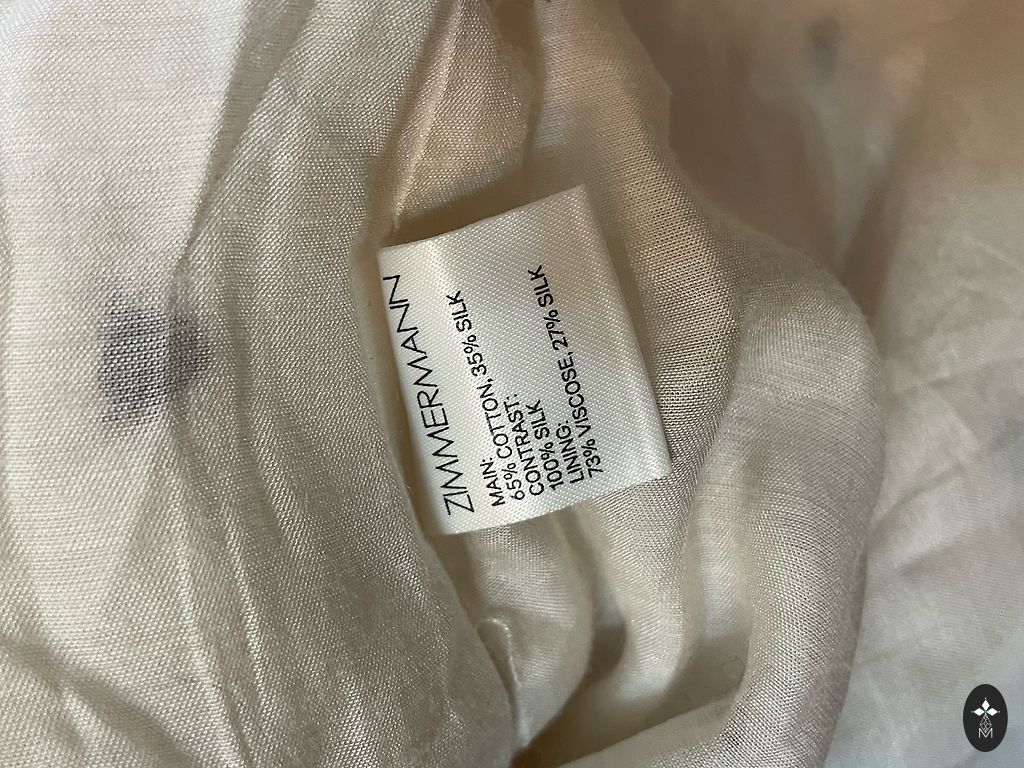 ZIMMERMANN
MAIN:
65% COTTON, 35% SILK
CONTRAST:
100% SILK
LINING:
73% VISCOSE, 27% SILK
M